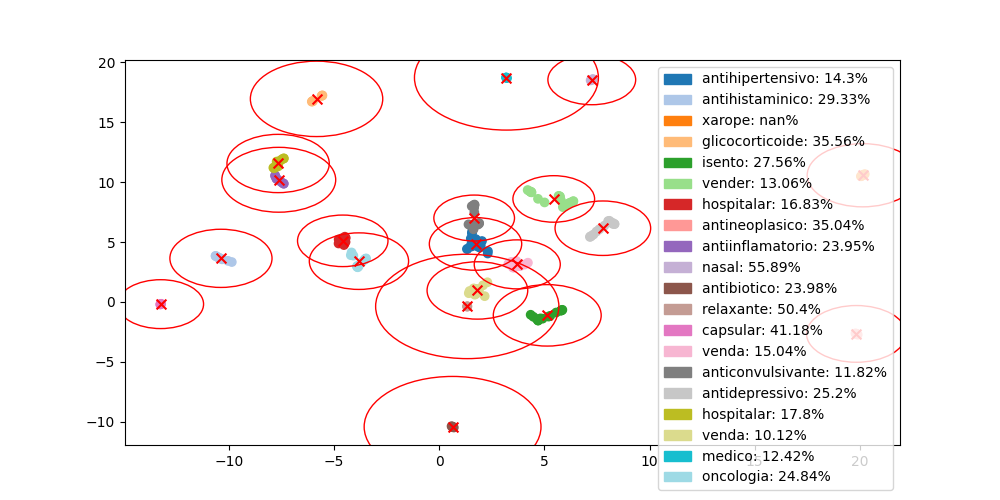 20
15
10
5
0
−5
−10
−10
−5
0
5
10
15
20
antihipertensivo: 14.3%
antihistaminico: 29.33%
xarope: nan%
glicocorticoide: 35.56%
isento: 27.56%
vender: 13.06%
hospitalar: 16.83%
antineoplasico: 35.04%
antiinflamatorio: 23.95%
nasal: 55.89%
antibiotico: 23.98%
relaxante: 50.4%
capsular: 41.18%
venda: 15.04%
anticonvulsivante: 11.82%
antidepressivo: 25.2%
hospitalar: 17.8%
venda: 10.12%
medico: 12.42%
oncologia: 24.84%